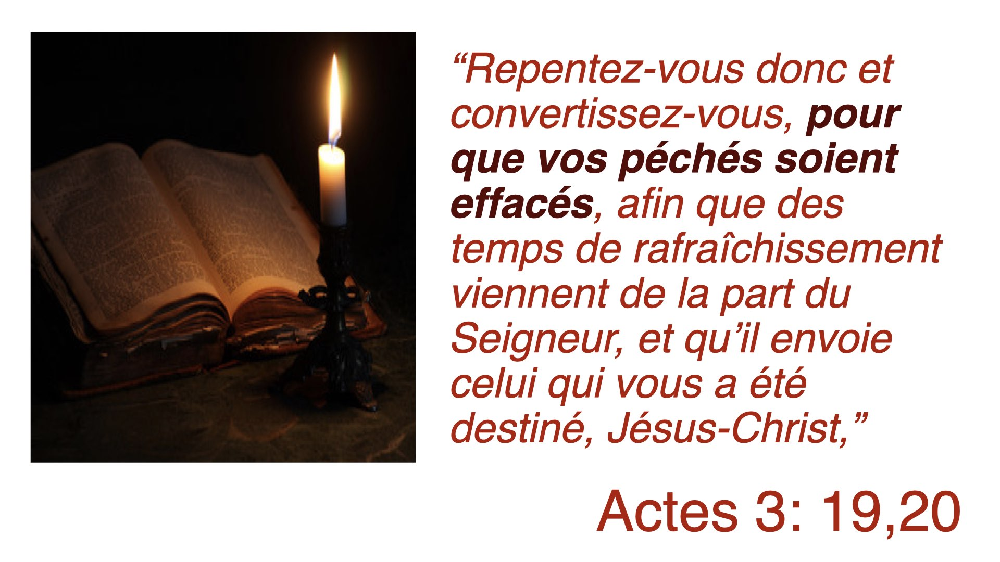 “Repentez-vous donc et
convertissez-vous, pour
que vos péchés soient
effacés, afin que des
temps de rafraîchissement
viennent de la part du
Seigneur, et qu’il envoie
celui qui vous a été
destiné, Jésus-Christ,”
Actes 3: 19,20